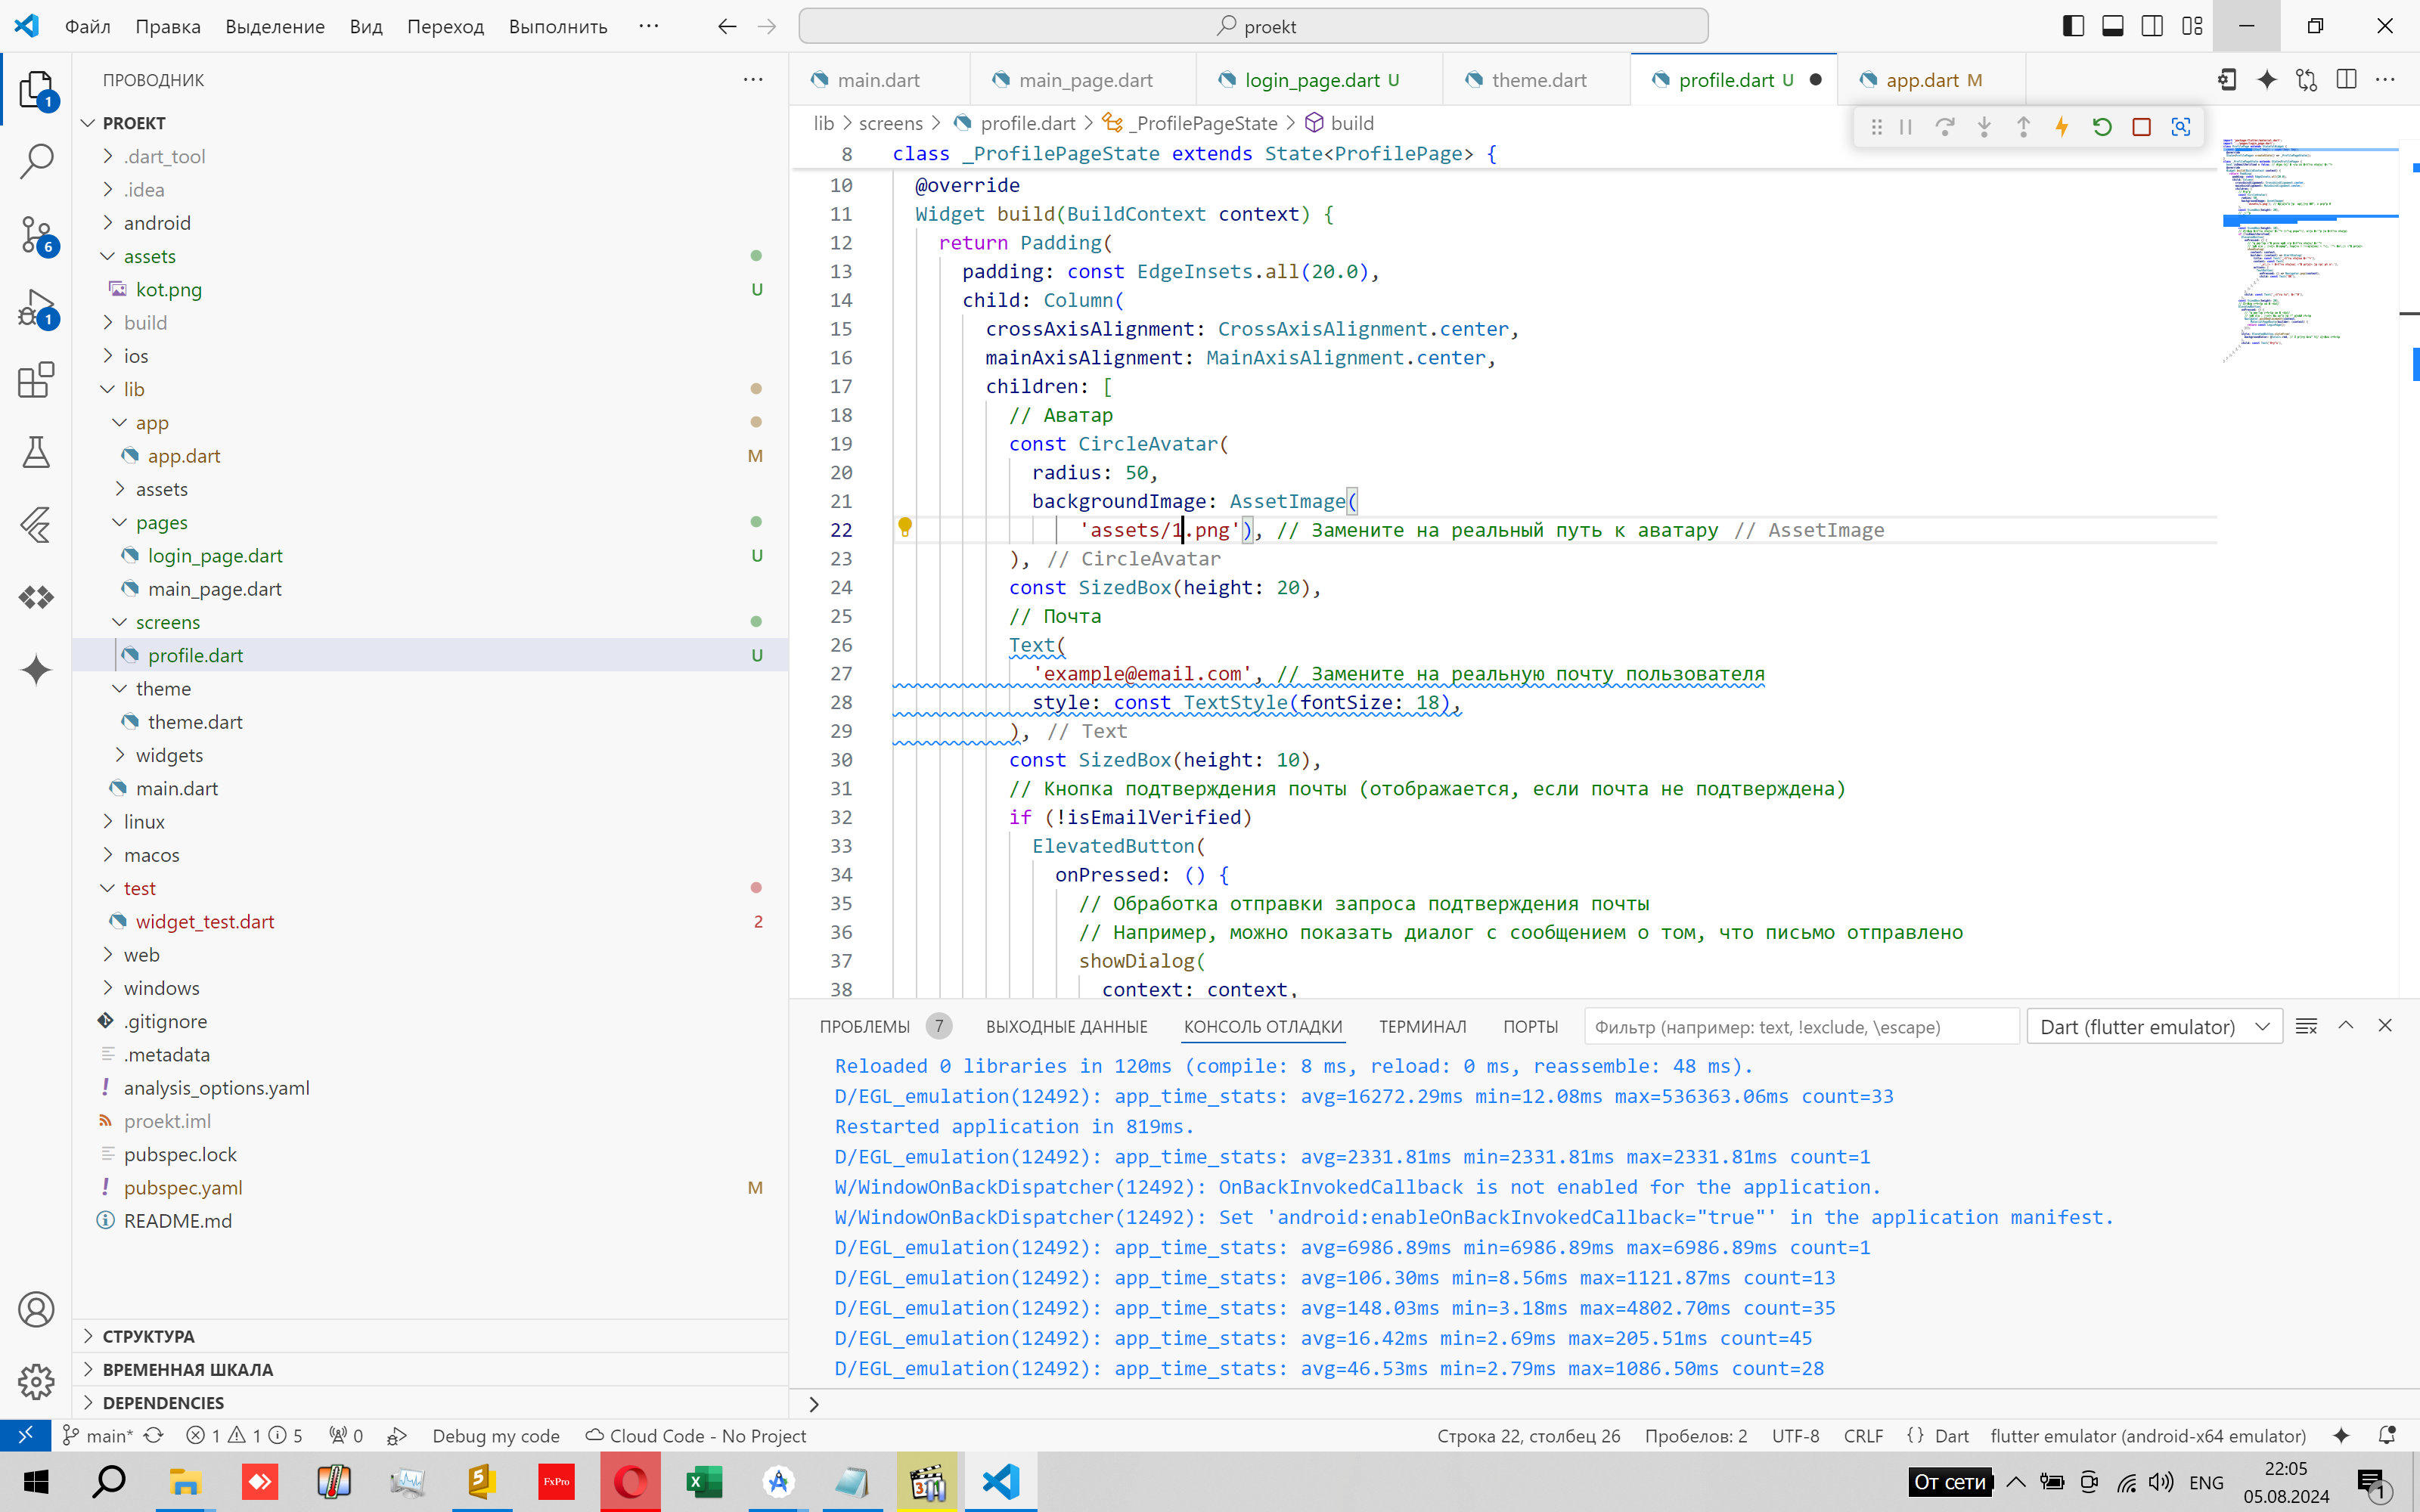 Файл Правка Выделение Вид Переход Выполнить ··· proekt
ПРОВОДНИК ···
PROEKT
.dart_tool
.idea
android
assets
kot.png U
build
ios
lib
app
app.dart M
assets
pages
login_page.dart U
main_page.dart
screens
profile.dart U
theme
theme.dart
widgets
main.dart
linux
macos
test
widget_test.dart 2
web
windows
.gitignore
.metadata
analysis_options.yaml
proekt.iml
pubspec.lock
pubspec.yaml M
README.md
СТРУКТУРА
ВРЕМЕННАЯ ШКАЛА
DEPENDENCIES
1
6
1
main.dart main_page.dart login_page.dart U theme.dart profile.dart U app.dart M
lib > screens > profile.dart > _ProfilePageState > build
8 class _ProfilePageState extends State<ProfilePage> {
10 @override
11 Widget build(BuildContext context) {
12 return Padding(
13 padding: const EdgeInsets.all(20.0),
14 child: Column(
15 crossAxisAlignment: CrossAxisAlignment.center,
16 mainAxisAlignment: MainAxisAlignment.center,
17 children: [
18 // Аватар
19 const CircleAvatar(
20 radius: 50,
21 backgroundImage: AssetImage(
22 'assets/1.png'), // Замените на реальный путь к аватару // AssetImage
23 ), // CircleAvatar
24 const SizedBox(height: 20),
25 // Почта
26 Text(
27 'example@email.com', // Замените на реальную почту пользователя
28 style: const TextStyle(fontSize: 18),
29 ), // Text
30 const SizedBox(height: 10),
31 // Кнопка подтверждения почты (отображается, если почта не подтверждена)
32 if (!isEmailVerified)
33 ElevatedButton(
34 onPressed: () {
35 // Обработка отправки запроса подтверждения почты
36 // Например, можно показать диалог с сообщением о том, что письмо отправлено
37 showDialog(
38 context: context,
ПРОБЛЕМЫ 7 ВЫХОДНЫЕ ДАННЫЕ КОНСОЛЬ ОТЛАДКИ ТЕРМИНАЛ ПОРТЫ Фильтр (например: text, !exclude, \escape) Dart (flutter emulator)
Reloaded 0 libraries in 120ms (compile: 8 ms, reload: 0 ms, reassemble: 48 ms).
D/EGL_emulation(12492): app_time_stats: avg=16272.29ms min=12.08ms max=536363.06ms count=33
Restarted application in 819ms.
D/EGL_emulation(12492): app_time_stats: avg=2331.81ms min=2331.81ms max=2331.81ms count=1
W/WindowOnBackDispatcher(12492): OnBackInvokedCallback is not enabled for the application.
W/WindowOnBackDispatcher(12492): Set 'android:enableOnBackInvokedCallback="true"' in the application manifest.
D/EGL_emulation(12492): app_time_stats: avg=6986.89ms min=6986.89ms max=6986.89ms count=1
D/EGL_emulation(12492): app_time_stats: avg=106.30ms min=8.56ms max=1121.87ms count=13
D/EGL_emulation(12492): app_time_stats: avg=148.03ms min=3.18ms max=4802.70ms count=35
D/EGL_emulation(12492): app_time_stats: avg=16.42ms min=2.69ms max=205.51ms count=45
D/EGL_emulation(12492): app_time_stats: avg=46.53ms min=2.79ms max=1086.50ms count=28
main* 1 1 5 0 Debug my code Cloud Code - No Project Строка 22, столбец 26 Пробелов: 2 UTF-8 CRLF {} Dart flutter emulator (android-x64 emulator)
5 FxPro 311 От сети ENG 22:05
05.08.2024 1